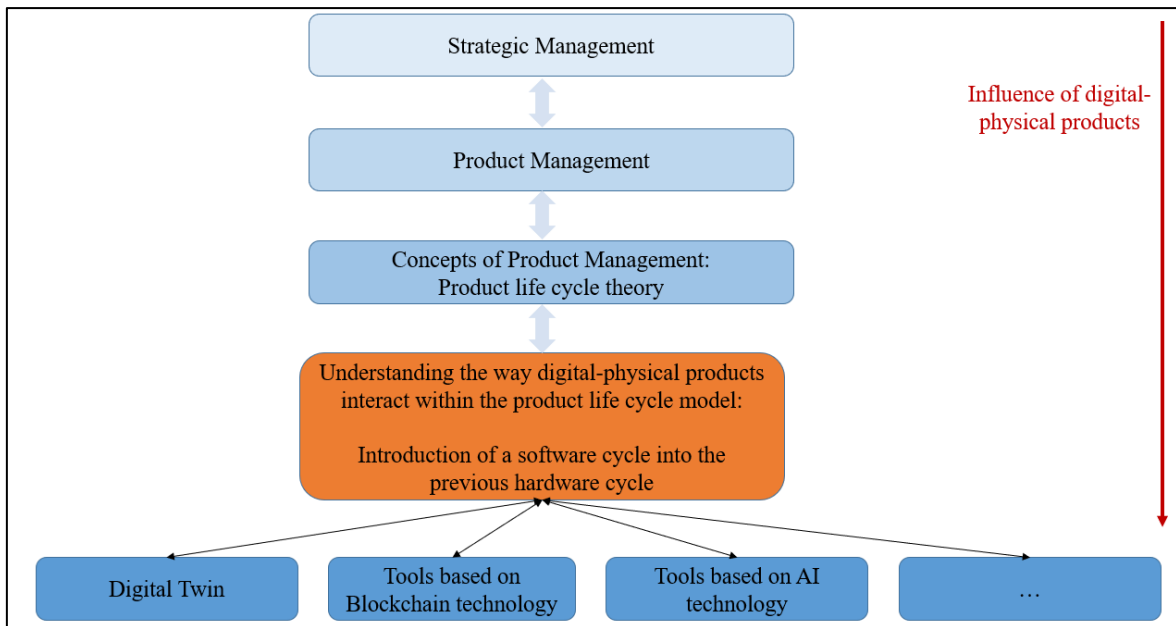 Strategic Management
Influence of digital-
physical products
Product Management
Concepts of Product Management:
Product life cycle theory
Understanding the way digital-physical products
interact within the product life cycle model:
Introduction of a software cycle into the
previous hardware cycle
Digital Twin
Tools based on
Blockchain technology
Tools based on AI
technology
…